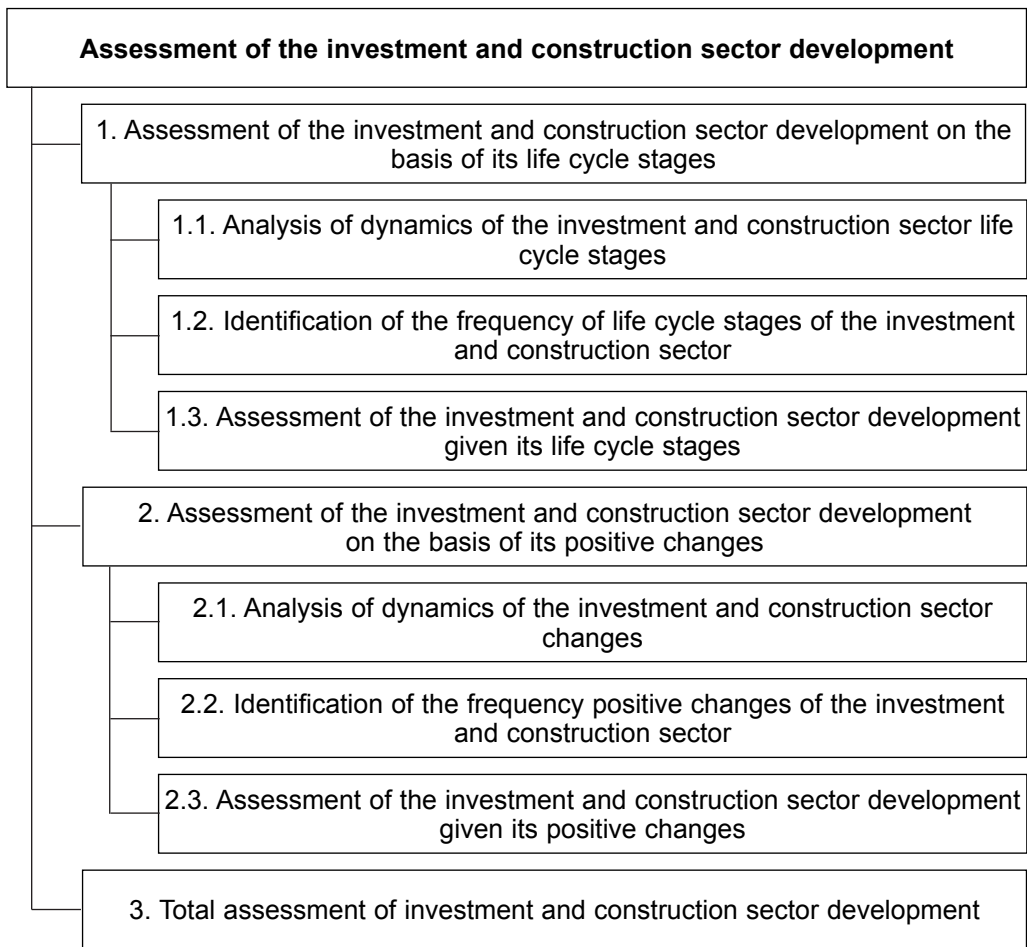 Assessment of the investment and construction sector development
1. Assessment of the investment and construction sector development on the
basis of its life cycle stages
1.1. Analysis of dynamics of the investment and construction sector life
cycle stages
1.2. Identification of the frequency of life cycle stages of the investment
and construction sector
1.3. Assessment of the investment and construction sector development
given its life cycle stages
2. Assessment of the investment and construction sector development
on the basis of its positive changes
2.1. Analysis of dynamics of the investment and construction sector
changes
2.2. Identification of the frequency positive changes of the investment
and construction sector
2.3. Assessment of the investment and construction sector development
given its positive changes
3. Total assessment of investment and construction sector development